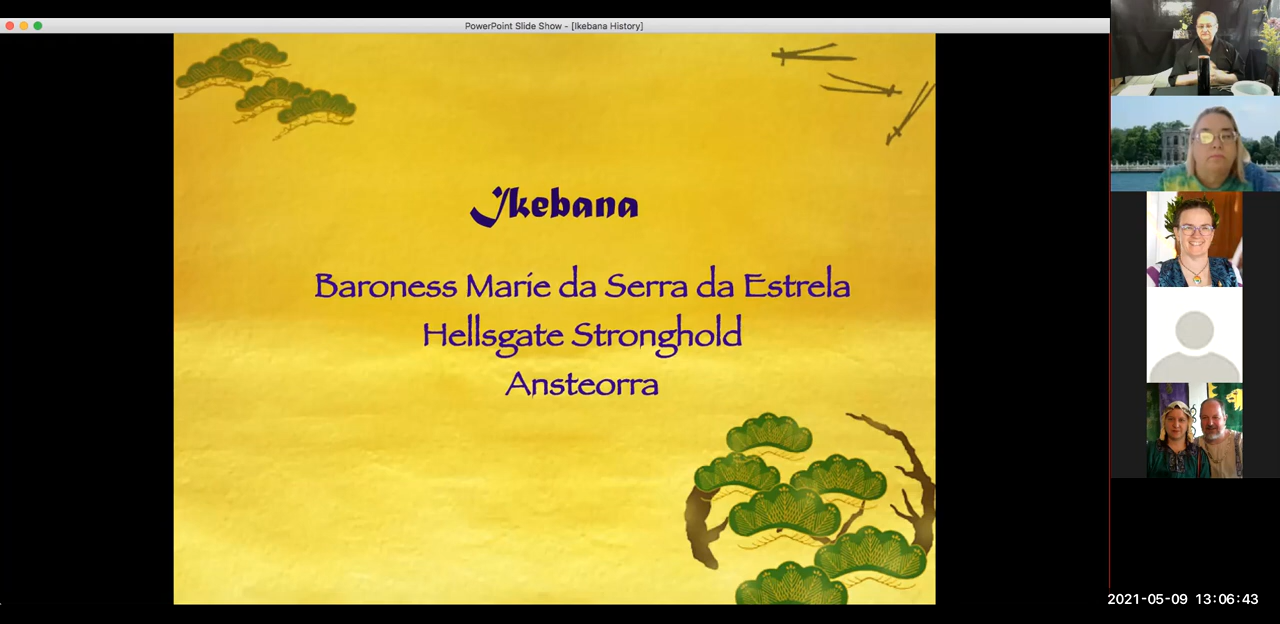 PowerPoint Slide Show - [Ikebana History]
Ikebana
Baroness Marie da Serra da Estrela
Hellsgate Stronghold
Ansteorra
2021-05-09 13:06:43